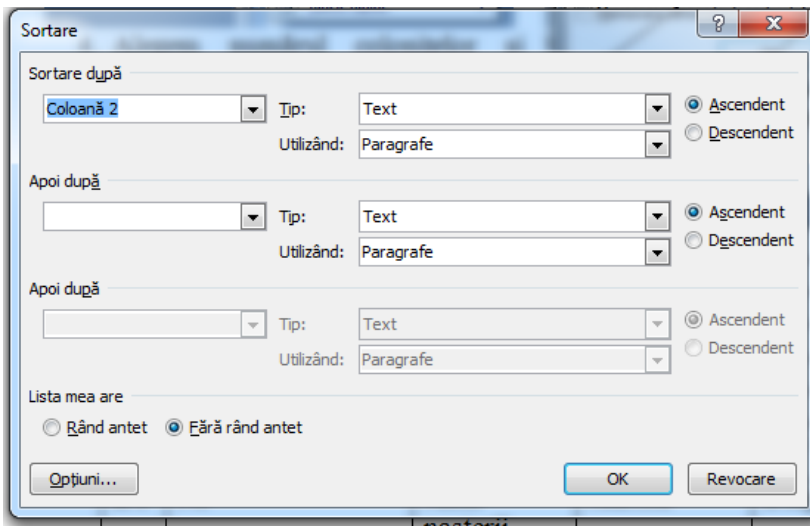 Sortare
Sortare după
Coloană 2 Tip: Text Ascendent
Utilizând: Paragrafe Descendent
Apoi după
Tip: Text Ascendent
Utilizând: Paragrafe Descendent
Apoi după
Tip: Text Ascendent
Utilizând: Paragrafe Descendent
Lista mea are
Rând antet Fără rând antet
Opțiuni... OK Revocare